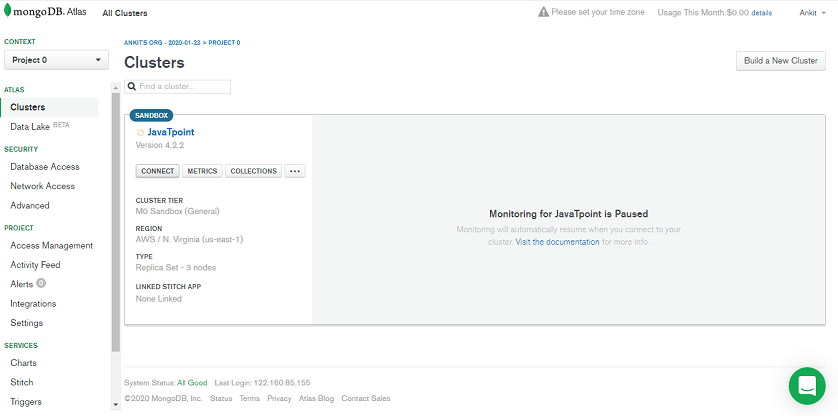 mongoDB. Atlas
All Clusters
Please set your time zone
Usage This Month:$0.00 details
Ankit
CONTEXT
Project 0
ATLAS
Clusters
Data Lake BETA
SECURITY
Database Access
Network Access
Advanced
PROJECT
Access Management
Activity Feed
Alerts 0
Integrations
Settings
SERVICES
Charts
Stitch
Triggers
ANKIT'S ORG - 2020-01-23 > PROJECT 0
Clusters
Build a New Cluster
Find a cluster...
SANDBOX
JavaTpoint
Version 4.2.2
CONNECT METRICS COLLECTIONS ...
CLUSTER TIER
M0 Sandbox (General)
REGION
AWS / N. Virginia (us-east-1)
TYPE
Replica Set - 3 nodes
LINKED STITCH APP
None Linked
Monitoring for JavaTpoint is Paused
Monitoring will automatically resume when you connect to your
cluster. Visit the documentation for more info.
System Status: All Good Last Login: 122.160.85.155
©2020 MongoDB, Inc. Status Terms Privacy Atlas Blog Contact Sales